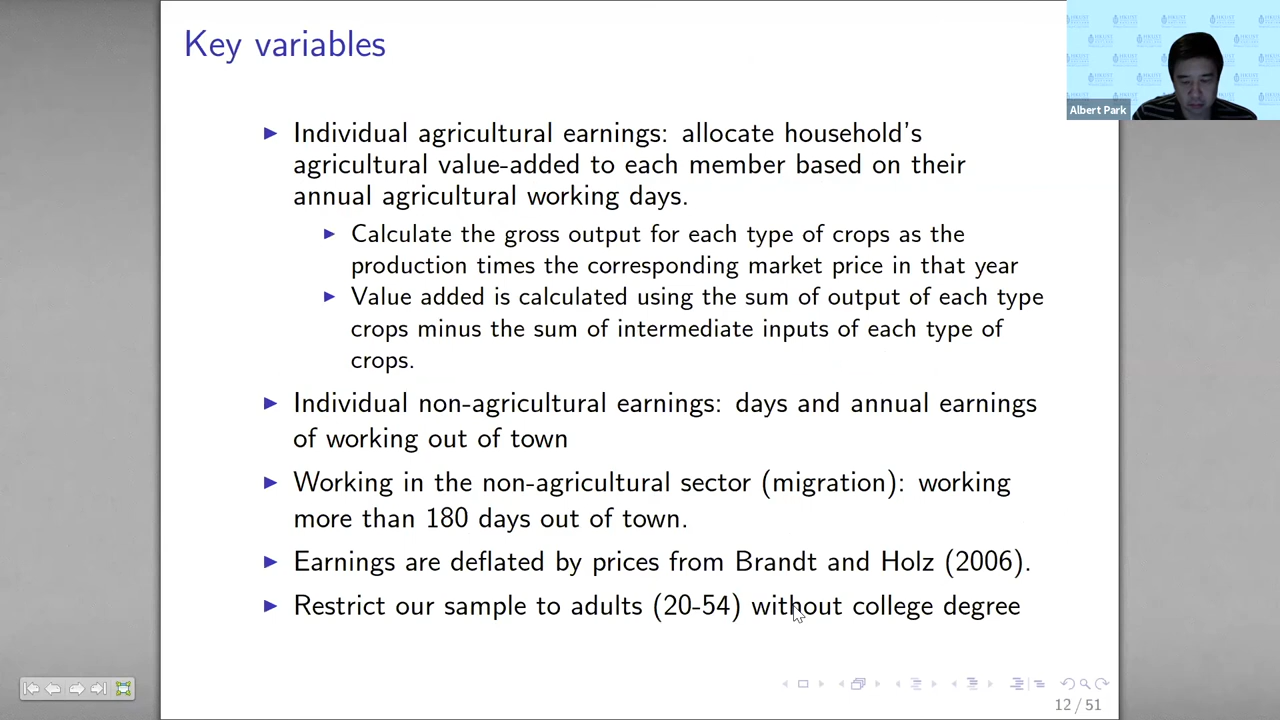 Key variables
Individual agricultural earnings: allocate household's
agricultural value-added to each member based on their
annual agricultural working days.
Calculate the gross output for each type of crops as the
production times the corresponding market price in that year
Value added is calculated using the sum of output of each type
crops minus the sum of intermediate inputs of each type of
crops.
Individual non-agricultural earnings: days and annual earnings
of working out of town
Working in the non-agricultural sector (migration): working
more than 180 days out of town.
Earnings are deflated by prices from Brandt and Holz (2006).
Restrict our sample to adults (20-54) without college degree
12 / 51
Albert Park